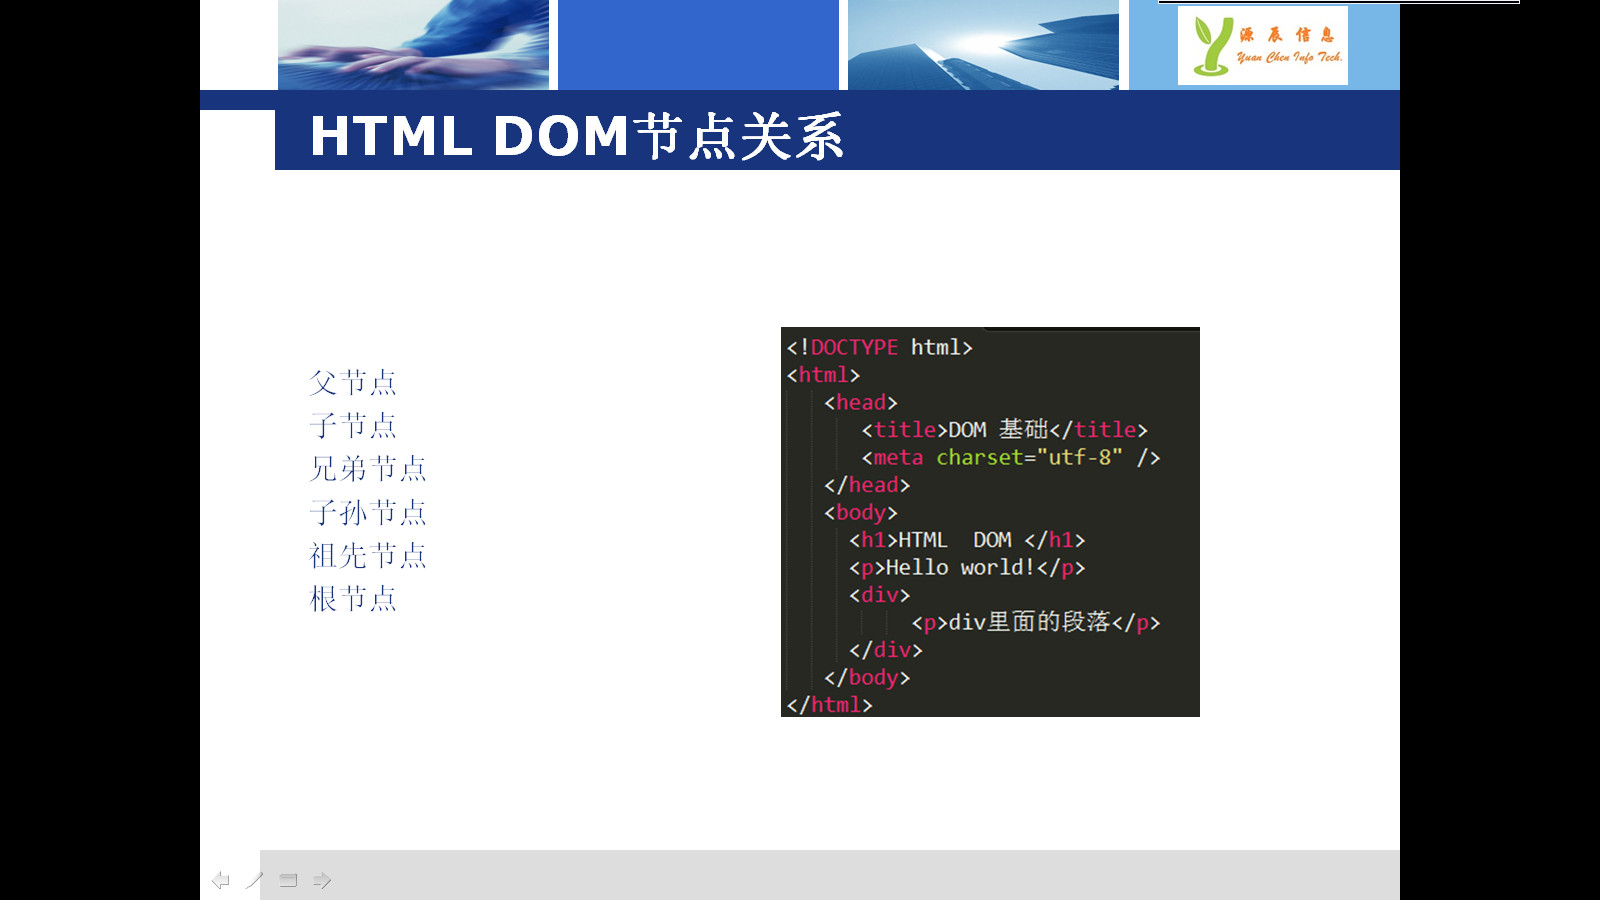 源辰信息
Yuan Chen Info Tech.
HTML DOM节点关系
父节点
子节点
兄弟节点
子孙节点
祖先节点
根节点
<!DOCTYPE html>
<html>
<head>
<title>DOM 基础</title>
<meta charset="utf-8" />
</head>
<body>
<h1>HTML  DOM </h1>
<p>Hello world!</p>
<div>
<p>div里面的段落</p>
</div>
</body>
</html>